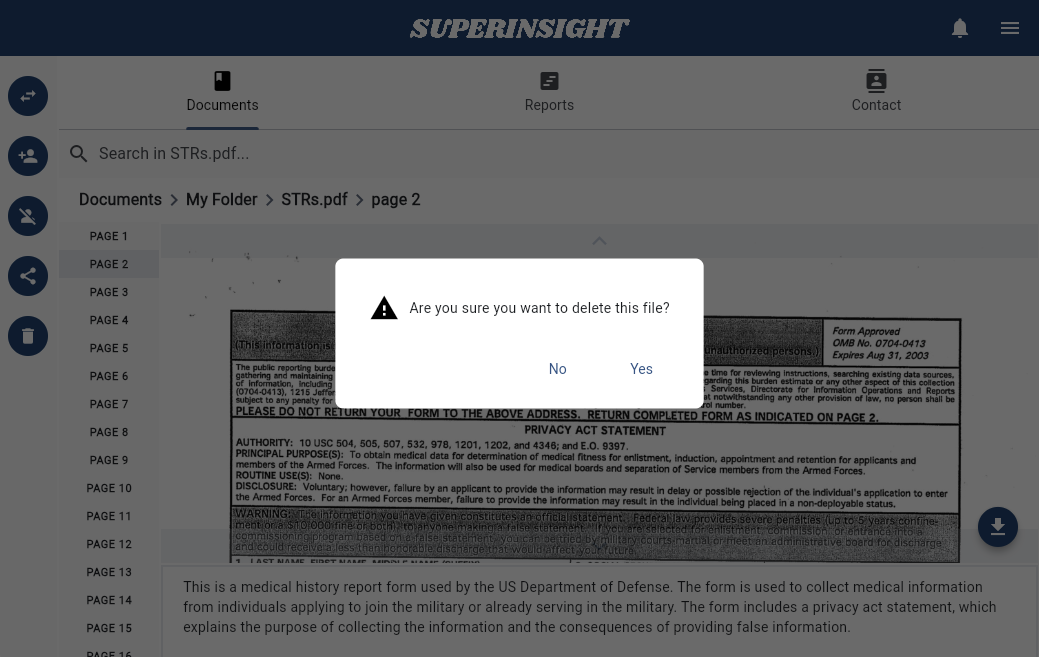 SUPERINSIGHT
Documents
Reports
Contact
Search in STRs.pdf...
Documents > My Folder > STRs.pdf > page 2
PAGE 1
PAGE 2
PAGE 3
PAGE 4
PAGE 5
PAGE 6
PAGE 7
PAGE 8
PAGE 9
PAGE 10
PAGE 11
PAGE 12
PAGE 13
PAGE 14
PAGE 15
PAGE 16
Are you sure you want to delete this file?
No
Yes
(This information is
unauthorized persons.)
Form Approved
OMB No. 0704-0413
Expires Aug 31, 2003
The public reporting burde
time for reviewing instructions, searching existing data sources,
gathering and maintaining
garding this burden estimate or any other aspect of this collection
of information, including
Services, Directorate for Information Operations and Reports
(0704-0413), 1215 Jeffer
at notwithstanding any other provision of law, no person shall be
subject to any penalty for
rol number.
PLEASE DO NOT RETURN YOUR FORM TO THE ABOVE ADDRESS. RETURN COMPLETED FORM AS INDICATED ON PAGE 2.
PRIVACY ACT STATEMENT
AUTHORITY: 10 USC 504, 505, 507, 532, 978, 1201, 1202, and 4346; and E.O. 9397.
PRINCIPAL PURPOSE(S): To obtain medical data for determination of medical fitness for enlistment, induction, appointment and retention for applicants and
members of the Armed Forces. The information will also be used for medical boards and separation of Service members from the Armed Forces.
ROUTINE USE(S): None.
DISCLOSURE: Voluntary; however, failure by an applicant to provide the information may result in delay or possible rejection of the individual's application to enter
the Armed Forces. For an Armed Forces member, failure to provide the information may result in the individual being placed in a non-deployable status.
WARNING: The information you have given constitutes an official statement. Federal law provides severe penalties (up to 5 years confine-
ment or a $10,000 fine or both) to anyone making a false statement. If you are selected for enlistment, commission, or entrance into a
commissioning program based on a false statement, you can be tried by military courts-martial or meet an administrative board for discharge
and could receive a less than honorable discharge that would affect your future.
1. LAST NAME, FIRST NAME, MIDDLE NAME (SUFFIX)
This is a medical history report form used by the US Department of Defense. The form is used to collect medical information
from individuals applying to join the military or already serving in the military. The form includes a privacy act statement, which
explains the purpose of collecting the information and the consequences of providing false information.